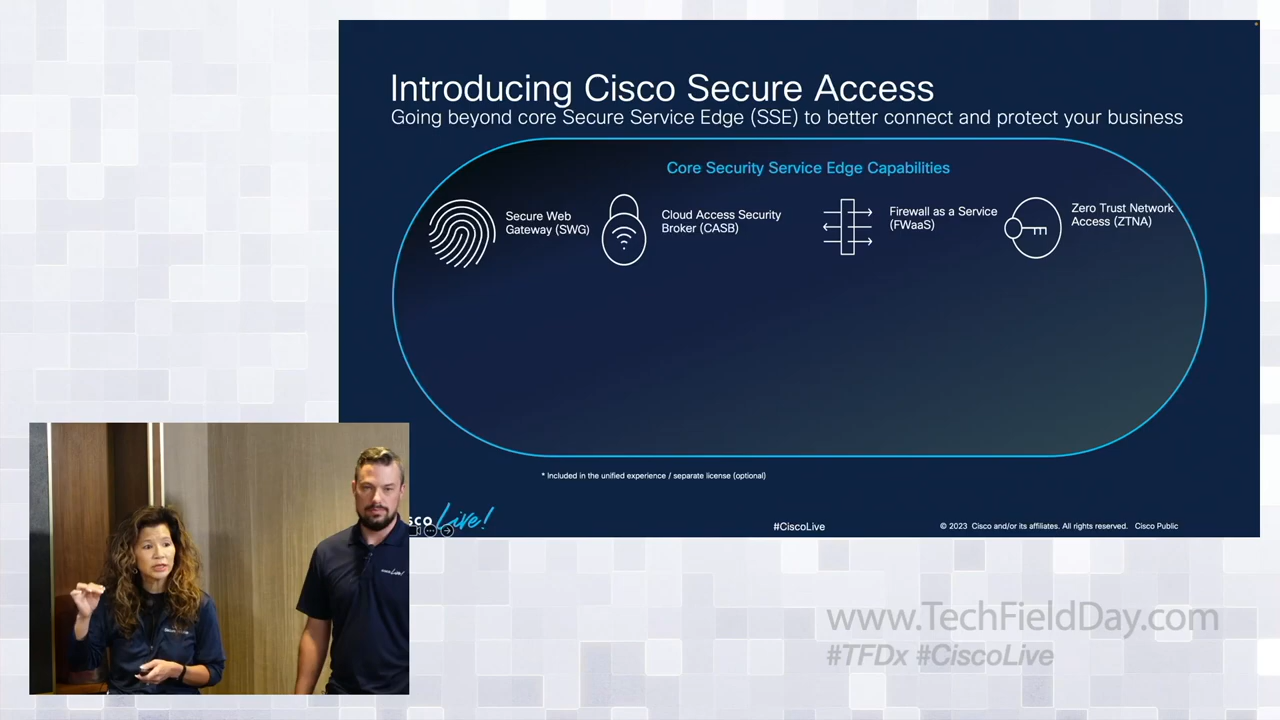 Introducing Cisco Secure Access
Going beyond core Secure Service Edge (SSE) to better connect and protect your business
Core Security Service Edge Capabilities
Secure Web
Gateway (SWG)
Cloud Access Security
Broker (CASB)
Firewall as a Service
(FWaaS)
Zero Trust Network
Access (ZTNA)
* Included in the unified experience / separate license (optional)
sco Live!
#CiscoLive
© 2023 Cisco and/or its affiliates. All rights reserved. Cisco Public
www.TechFieldDay.com
#TFDx #CiscoLive